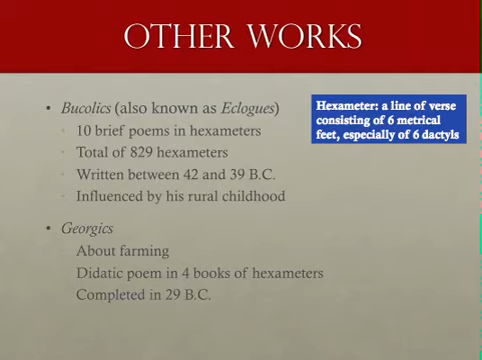 OTHER WORKS
• Bucolics (also known as Eclogues)
• 10 brief poems in hexameters
• Total of 829 hexameters
• Written between 42 and 39 B.C.
• Influenced by his rural childhood
Hexameter: a line of verse
consisting of 6 metrical
feet, especially of 6 dactyls
• Georgics
About farming
Didatic poem in 4 books of hexameters
Completed in 29 B.C.